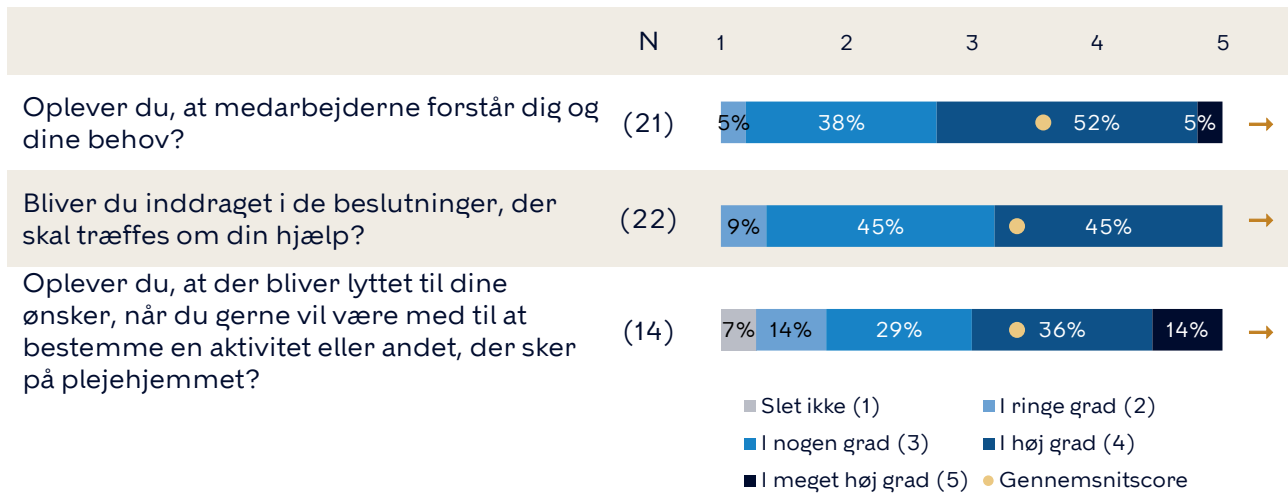 N 1 2 3 4 5
Oplever du, at medarbejderne forstår dig og
dine behov?
(21) 5% 38% 52% 5% →
Bliver du inddraget i de beslutninger, der
skal træffes om din hjælp?
(22) 9% 45% 45% →
Oplever du, at der bliver lyttet til dine
ønsker, når du gerne vil være med til at
bestemme en aktivitet eller andet, der sker
på plejehjemmet?
(14) 7% 14% 29% 36% 14% →
Slet ikke (1) I ringe grad (2)
I nogen grad (3) I høj grad (4)
I meget høj grad (5) Gennemsnitscore